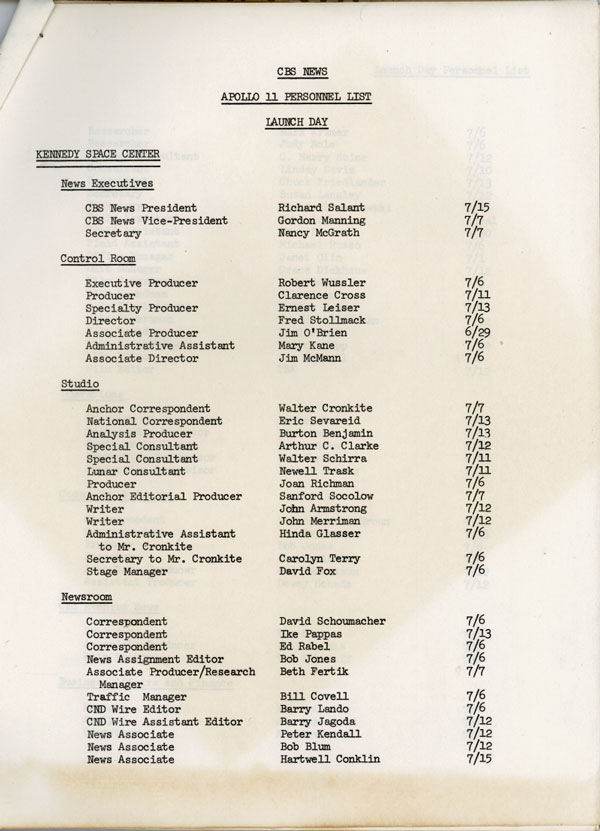 CBS NEWS
APOLLO 11 PERSONNEL LIST
LAUNCH DAY
KENNEDY SPACE CENTER
News Executives
CBS News President Richard Salant 7/15
CBS News Vice-President Gordon Manning 7/7
Secretary Nancy McGrath 7/7
Control Room
Executive Producer Robert Wussler 7/6
Producer Clarence Cross 7/11
Specialty Producer Ernest Leiser 7/13
Director Fred Stollmack 7/6
Associate Producer Jim O'Brien 6/29
Administrative Assistant Mary Kane 7/6
Associate Director Jim McMann 7/6
Studio
Anchor Correspondent Walter Cronkite 7/7
National Correspondent Eric Sevareid 7/13
Analysis Producer Burton Benjamin 7/13
Special Consultant Arthur C. Clarke 7/12
Special Consultant Walter Schirra 7/11
Lunar Consultant Newell Trask 7/11
Producer Joan Richman 7/6
Anchor Editorial Producer Sanford Socolow 7/7
Writer John Armstrong 7/12
Writer John Merriman 7/12
Administrative Assistant Hinda Glasser 7/6
to Mr. Cronkite
Secretary to Mr. Cronkite Carolyn Terry 7/6
Stage Manager David Fox 7/6
Newsroom
Correspondent David Schoumacher 7/6
Correspondent Ike Pappas 7/13
Correspondent Ed Rabel 7/6
News Assignment Editor Bob Jones 7/6
Associate Producer/Research Beth Fertik 7/7
Manager
Traffic Manager Bill Covell 7/6
CND Wire Editor Barry Lando 7/6
CND Wire Assistant Editor Barry Jagoda 7/12
News Associate Peter Kendall 7/12
News Associate Bob Blum 7/12
News Associate Hartwell Conklin 7/15